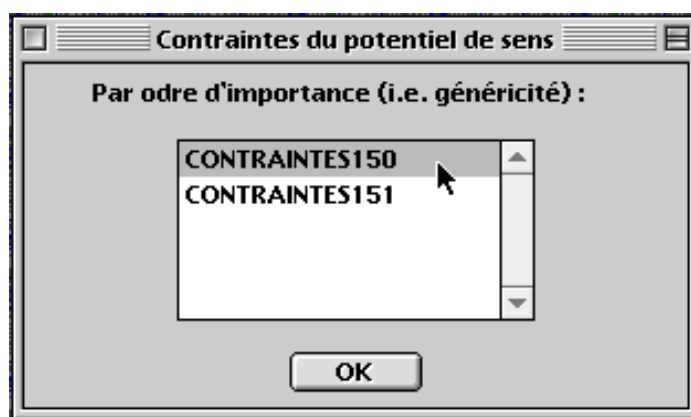 Contraintes du potentiel de sens
Par odre d'importance (i.e. généricité) :
CONTRAINTES150
CONTRAINTES151
OK